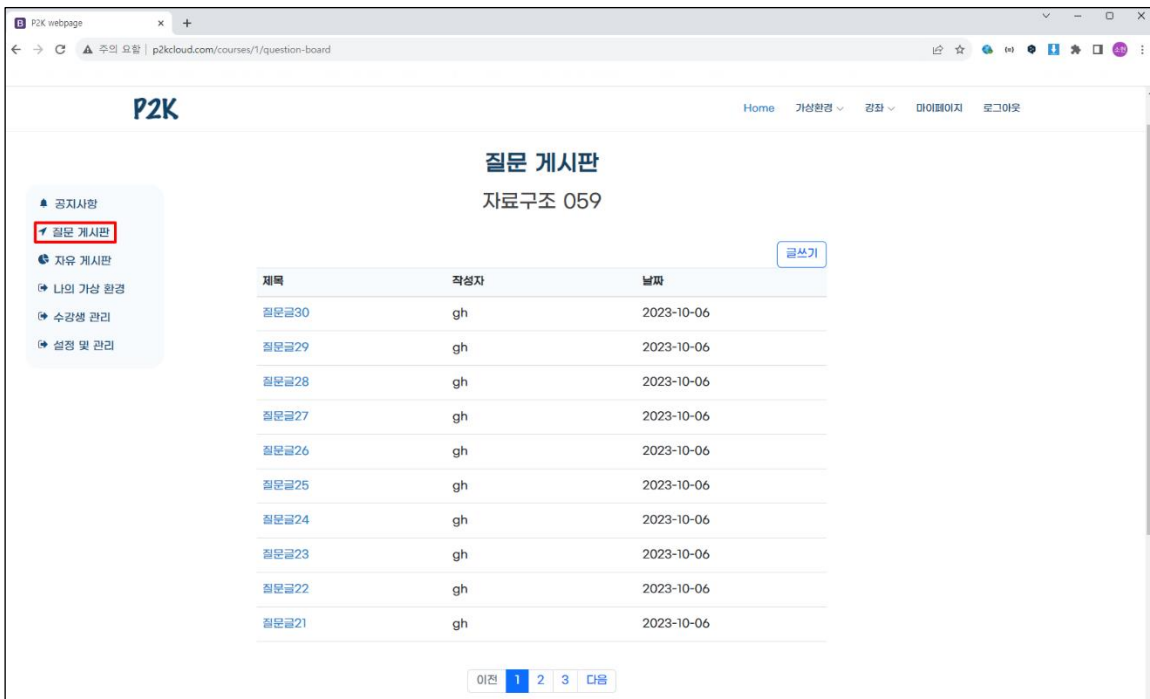 P2K webpage
주의 요함 | p2kcloud.com/courses/1/question-board
P2K
Home 가상환경 강좌 마이페이지 로그아웃
질문 게시판
자료구조 059
공지사항
질문 게시판
자유 게시판
나의 가상 환경
수강생 관리
설정 및 관리
글쓰기
제목 작성자 날짜
질문글30 gh 2023-10-06
질문글29 gh 2023-10-06
질문글28 gh 2023-10-06
질문글27 gh 2023-10-06
질문글26 gh 2023-10-06
질문글25 gh 2023-10-06
질문글24 gh 2023-10-06
질문글23 gh 2023-10-06
질문글22 gh 2023-10-06
질문글21 gh 2023-10-06
이전 1 2 3 다음